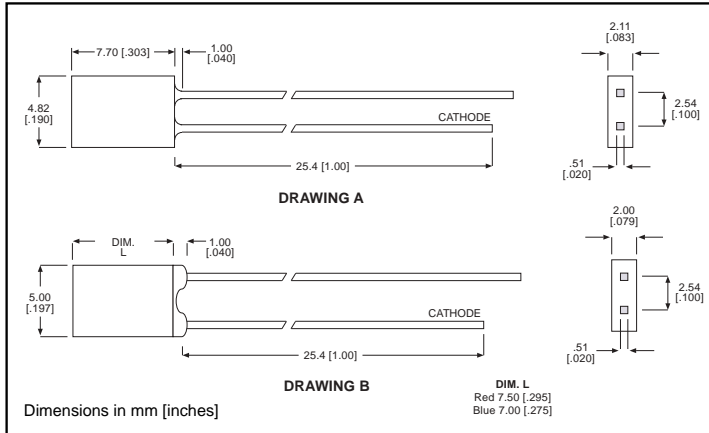 7.70 [.303]
1.00
[.040]
2.11
[.083]
4.82
[.190]
CATHODE
2.54
[.100]
25.4 [1.00]
.51
[.020]
DRAWING A
DIM.
L
1.00
[.040]
2.00
[.079]
5.00
[.197]
CATHODE
2.54
[.100]
25.4 [1.00]
.51
[.020]
DRAWING B
DIM. L
Red 7.50 [.295]
Blue 7.00 [.275]
Dimensions in mm [inches]